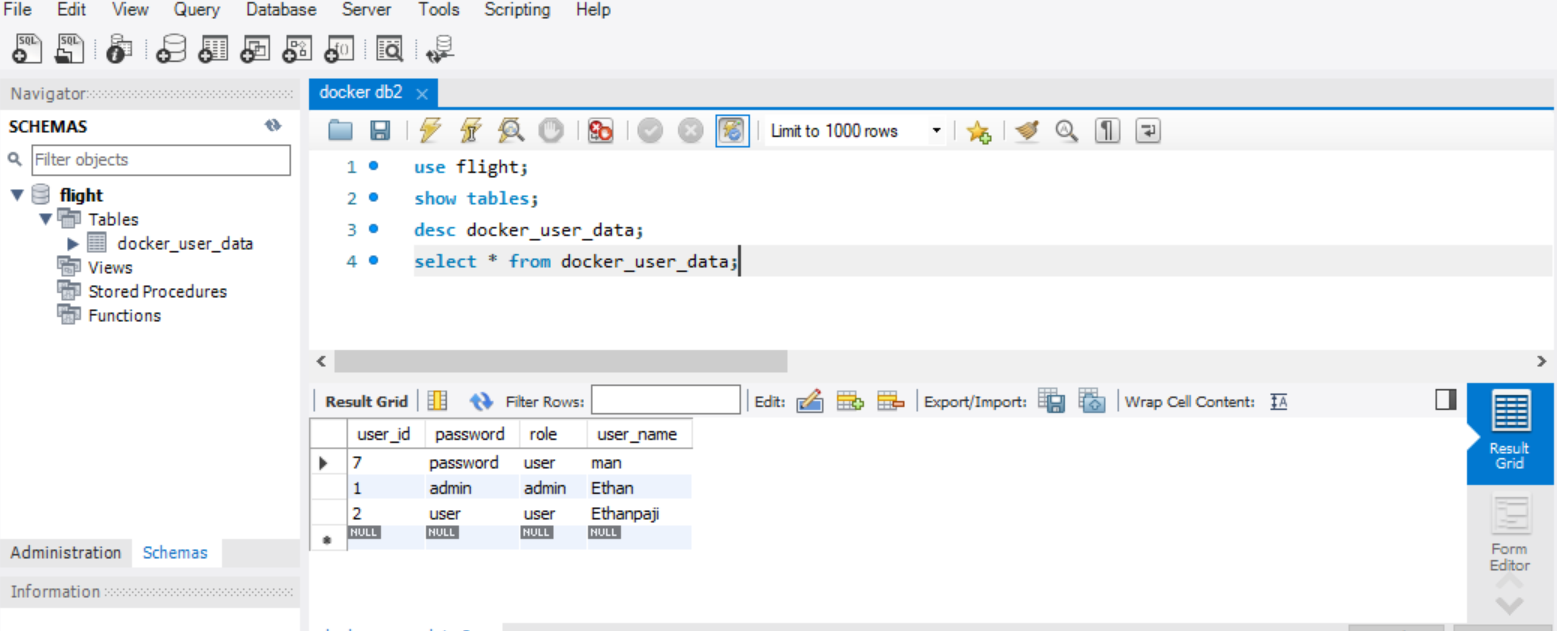 File Edit View Query Database Server Tools Scripting Help
SQL SQL
Navigator
SCHEMAS
Filter objects
flight
Tables
docker_user_data
Views
Stored Procedures
Functions
Administration Schemas
Information
docker db2
Limit to 1000 rows
1 use flight;
2 show tables;
3 desc docker_user_data;
4 select * from docker_user_data;
Result Grid Filter Rows: Edit: Export/Import: Wrap Cell Content: IA
user_id password role user_name
7 password user man
1 admin admin Ethan
2 user user Ethanpaji
NULL NULL NULL NULL
Result
Grid
Form
Editor